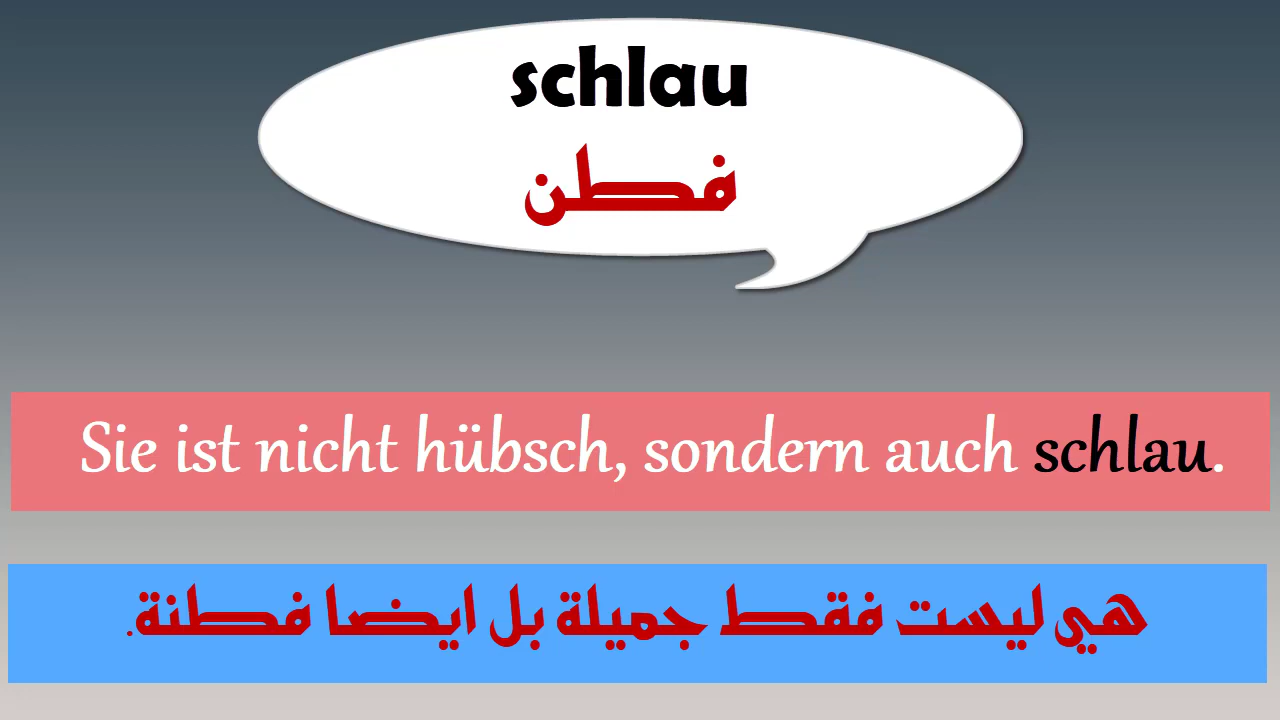 schlau
فطن
Sie ist nicht hübsch, sondern auch schlau.
هي ليست فقط جميلة بل ايضا فطنة.